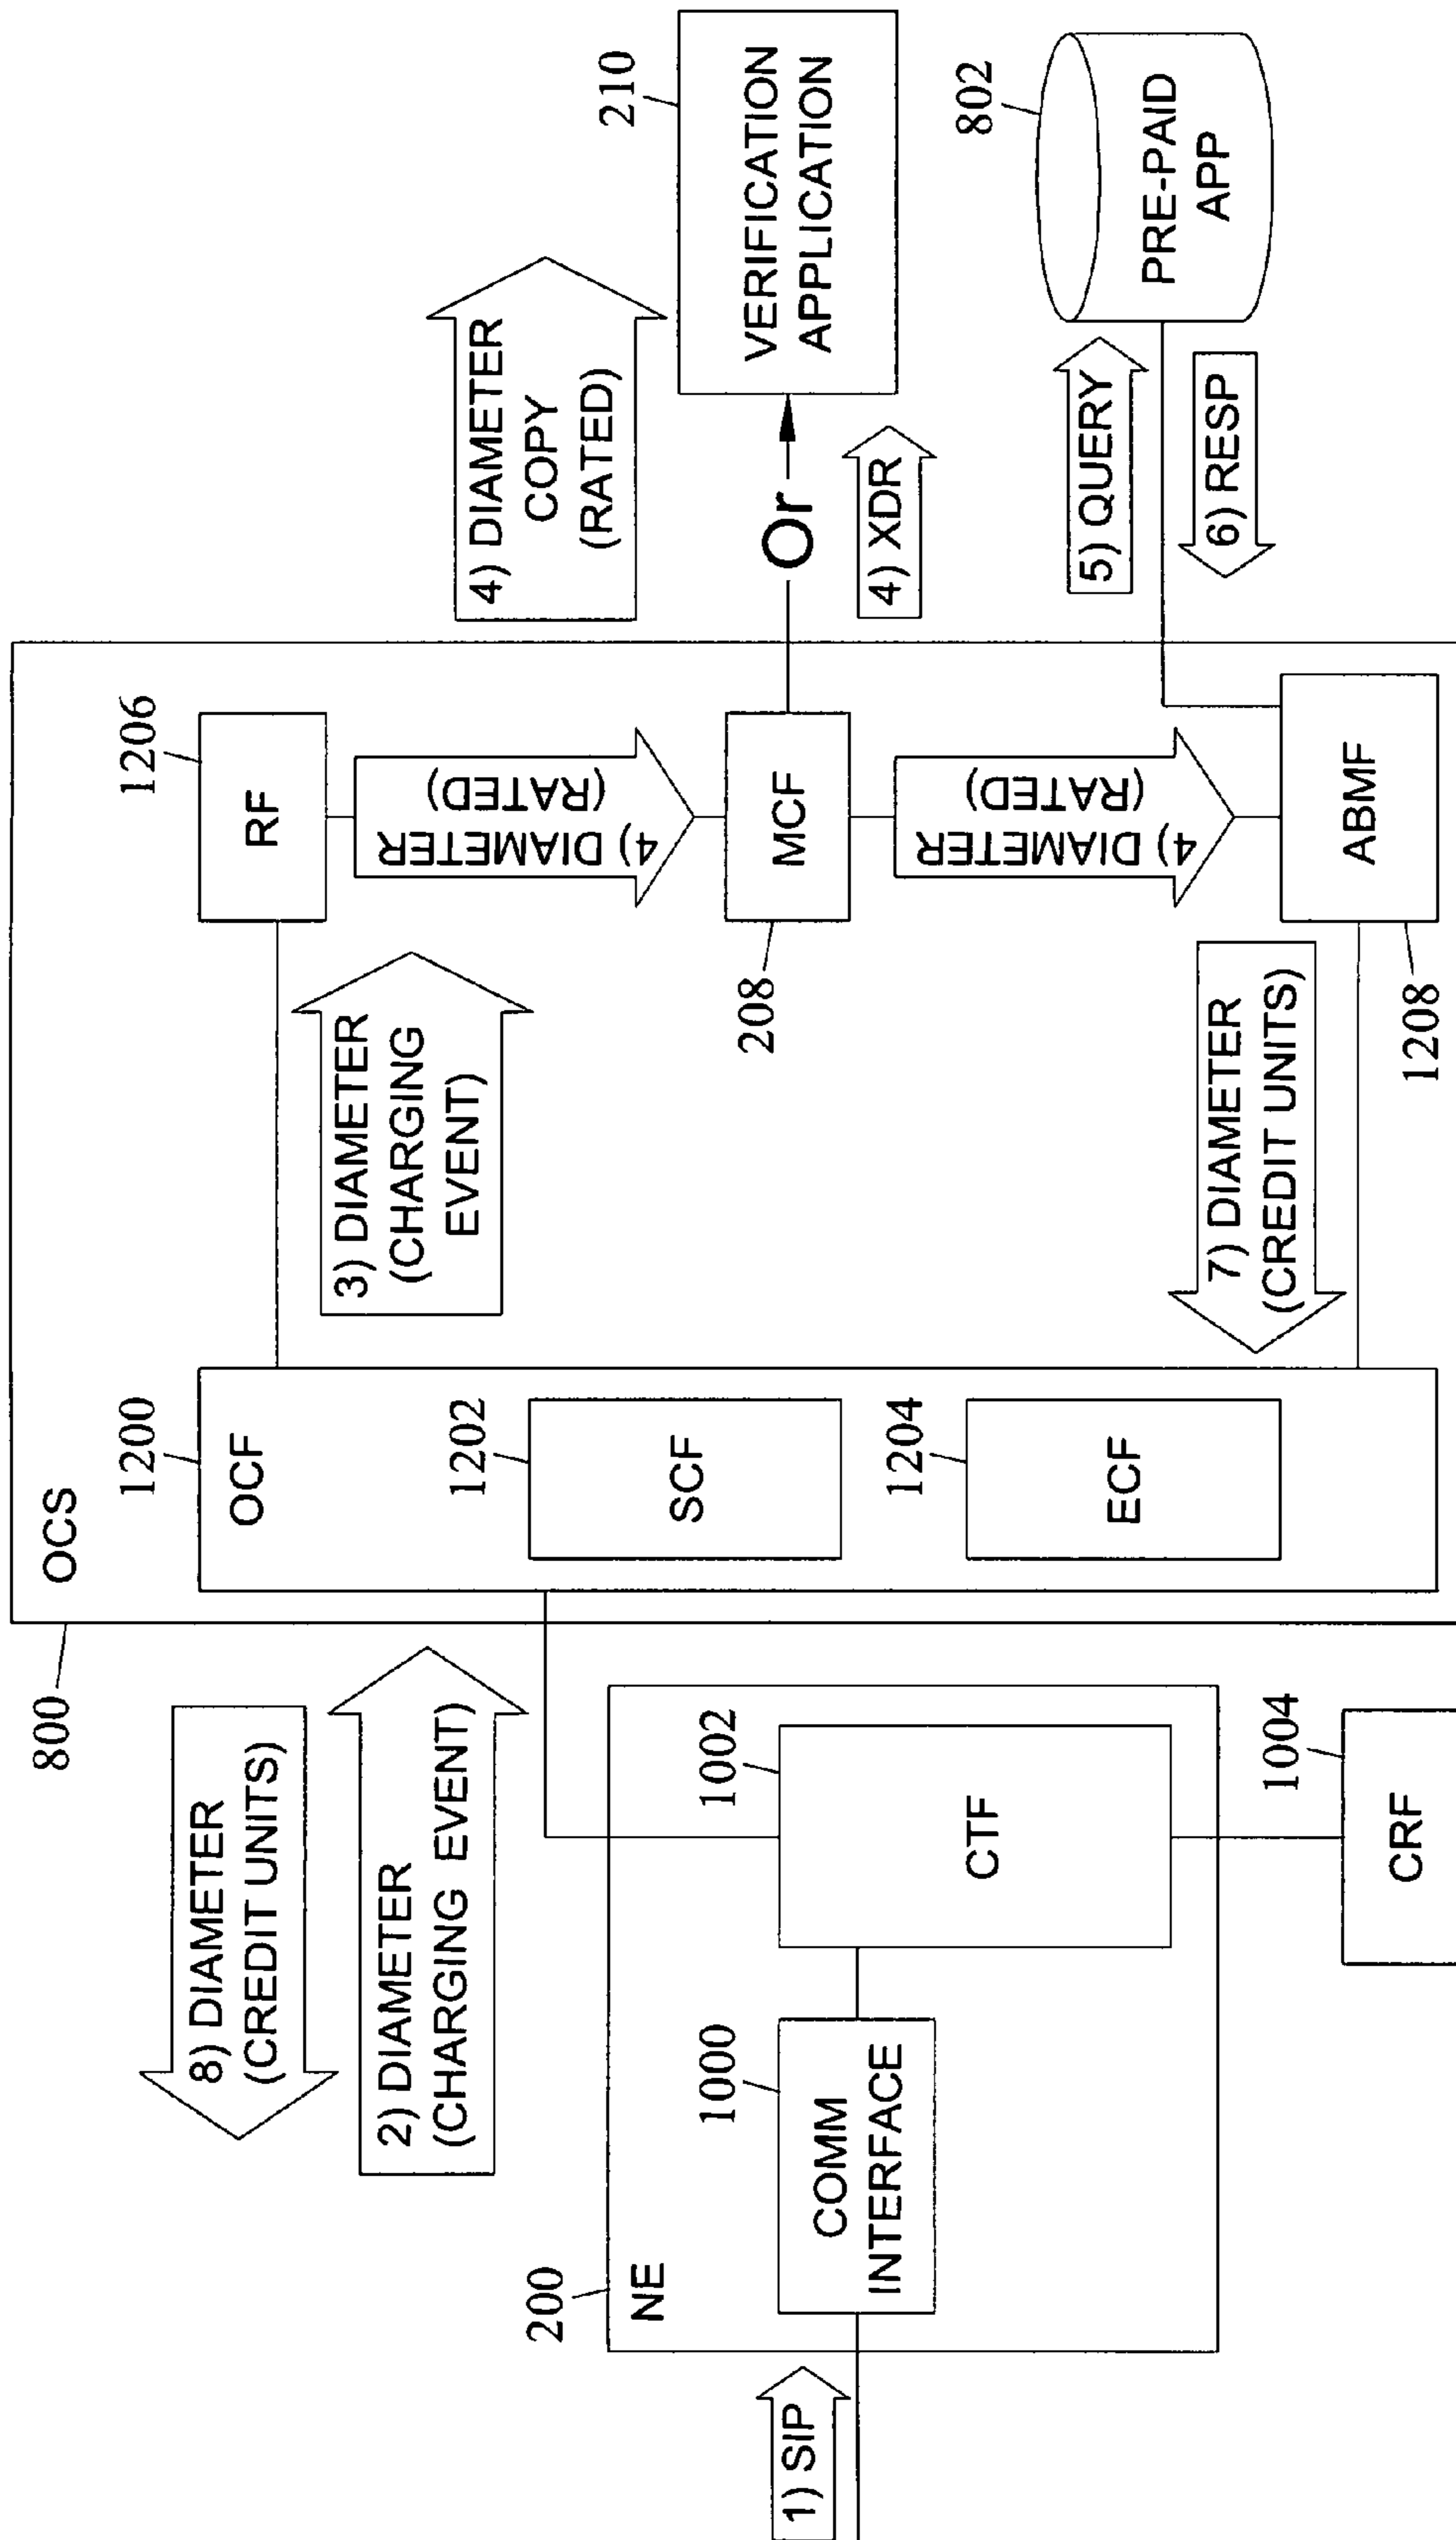 800
OCS
8) DIAMETER
(CREDIT UNITS)
2) DIAMETER
(CHARGING EVENT)
1200
OCF
1202
SCF
1204
ECF
3) DIAMETER
(CHARGING
EVENT)
1206
RF
4) DIAMETER
(RATED)
MCF
208
4) DIAMETER
(RATED)
ABMF
1208
7) DIAMETER
(CREDIT UNITS)
4) DIAMETER
COPY
(RATED)
210
VERIFICATION
APPLICATION
Or
4) XDR
802
PRE-PAID
APP
5) QUERY
6) RESP
200
NE
1) SIP
1000
COMM
INTERFACE
1002
CTF
1004
CRF